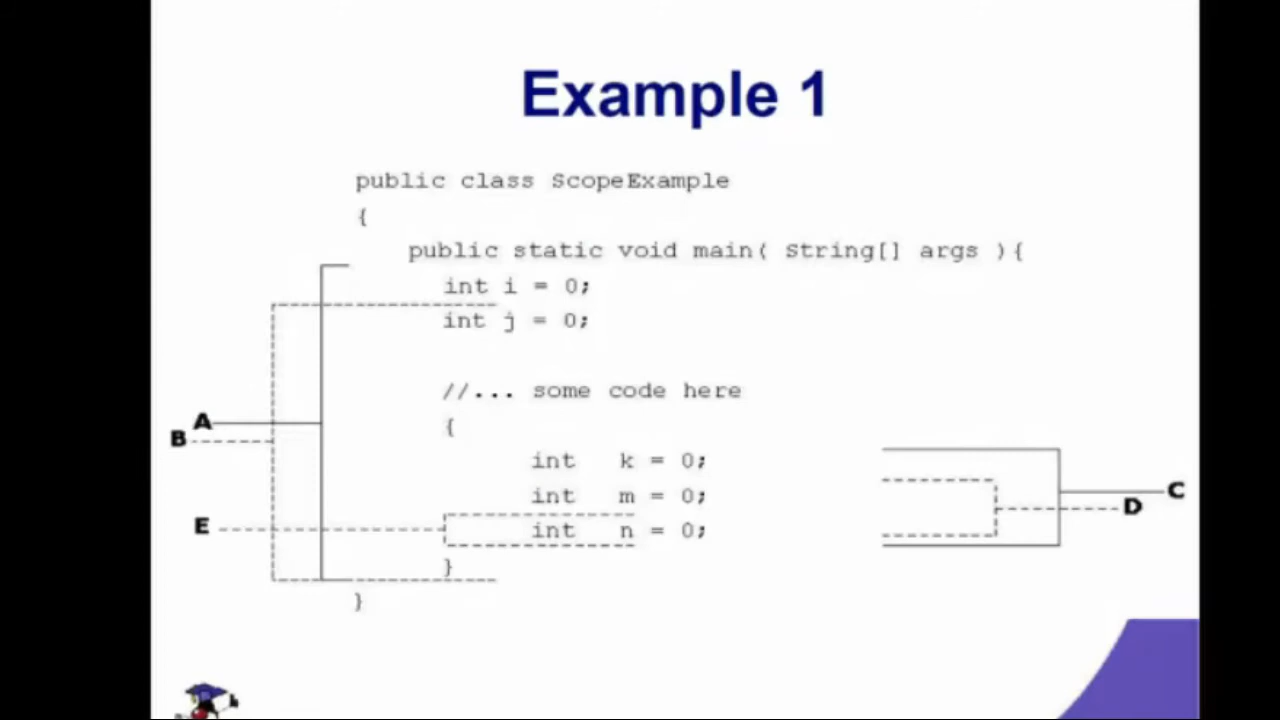 Example 1
public class ScopeExample
{
public static void main( String[] args ){
int i = 0;
int j = 0;
//... some code here
A
B
{
int k = 0;
int m = 0;
C
D
E
int n = 0;
}
}